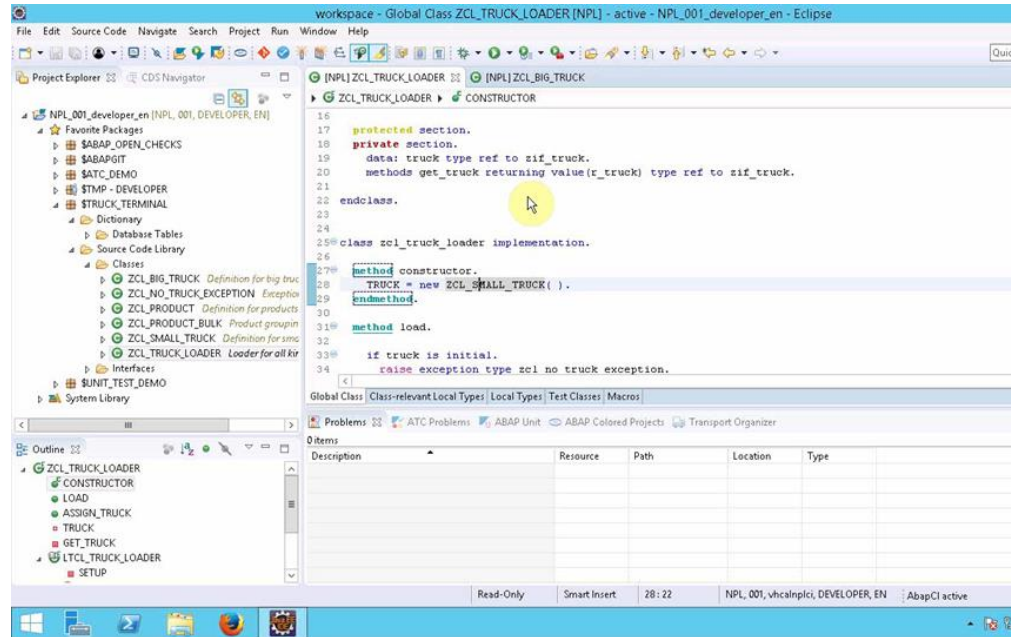 workspace - Global Class ZCL_TRUCK_LOADER [NPL] - active - NPL_001_developer_en - Eclipse
File Edit Source Code Navigate Search Project Run Window Help
Project Explorer CDS Navigator
NPL_001_developer_en [NPL, 001, DEVELOPER, EN]
Favorite Packages
$ABAP_OPEN_CHECKS
$ABAPGIT
$ATC_DEMO
$TMP - DEVELOPER
$TRUCK_TERMINAL
Dictionary
Database Tables
Source Code Library
Classes
ZCL_BIG_TRUCK Definition for big truc
ZCL_NO_TRUCK_EXCEPTION Exception
ZCL_PRODUCT Definition for products
ZCL_PRODUCT_BULK Product groupin
ZCL_SMALL_TRUCK Definition for sma
ZCL_TRUCK_LOADER Loader for all kin
Interfaces
$UNIT_TEST_DEMO
System Library
Outline
ZCL_TRUCK_LOADER
CONSTRUCTOR
LOAD
ASSIGN_TRUCK
TRUCK
GET_TRUCK
LTCL_TRUCK_LOADER
SETUP
[NPL] ZCL_TRUCK_LOADER [NPL] ZCL_BIG_TRUCK
ZCL_TRUCK_LOADER CONSTRUCTOR
16
17 protected section.
18 private section.
19 data: truck type ref to zif_truck.
20 methods get_truck returning value(r_truck) type ref to zif_truck.
21
22 endclass.
23
24
25 class zcl_truck_loader implementation.
26
27 method constructor.
28 TRUCK = new ZCL_SMALL_TRUCK( ).
29 endmethod.
30
31 method load.
32
33 if truck is initial.
34 raise exception type zcl_no_truck_exception.
Global Class Class-relevant Local Types Local Types Test Classes Macros
Problems ATC Problems ABAP Unit ABAP Colored Projects Transport Organizer
0 items
Description Resource Path Location Type
Read-Only Smart Insert 28 : 22 NPL, 001, vhcalnplci, DEVELOPER, EN AbapCI active